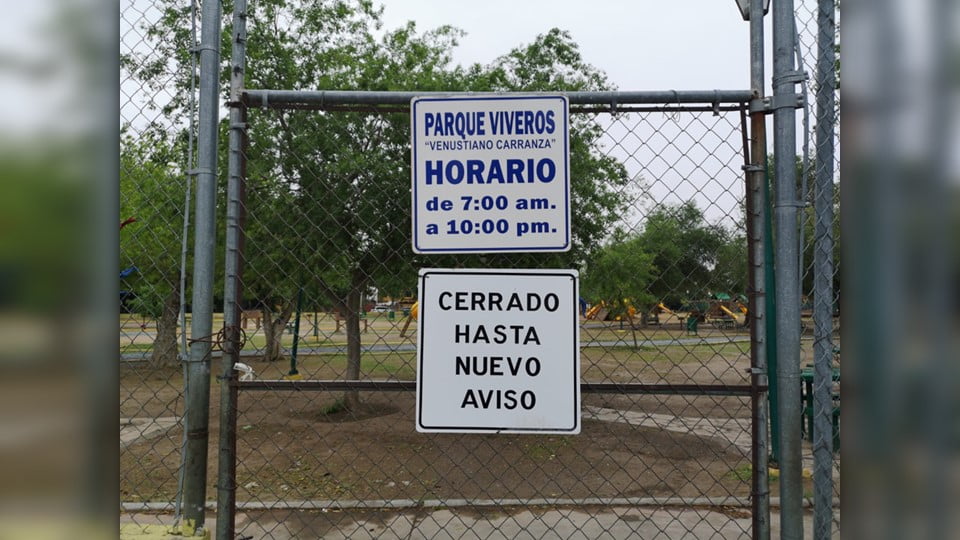 PARQUE VIVEROS
“VENUSTIANO CARRANZA”
HORARIO
de 7:00 am.
a 10:00 pm.
CERRADO
HASTA
NUEVO
AVISO